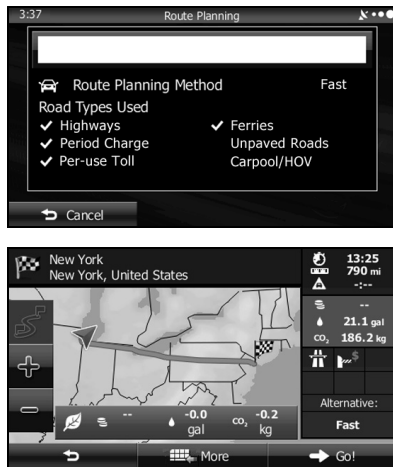 3:37 Route Planning
Route Planning Method Fast
Road Types Used
Highways Ferries
Period Charge Unpaved Roads
Per-use Toll Carpool/HOV
Cancel
New York
New York, United States
13:25
790 mi
-:--
--
21.1 gal
CO₂ 186.2 kg
$
-- -0.0 gal CO₂ -0.2 kg
Alternative:
Fast
More Go!